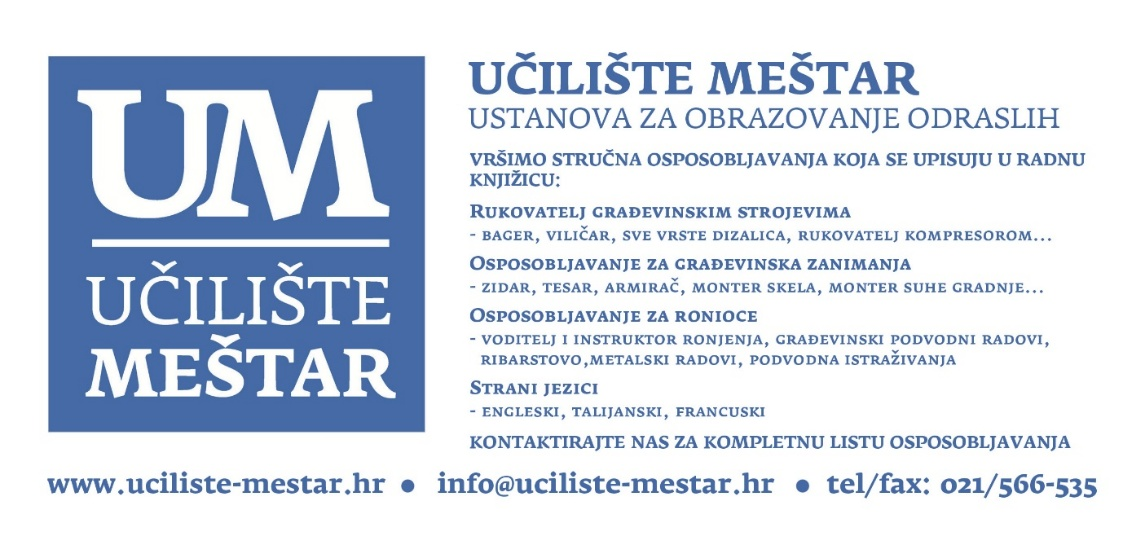 UM
UČILIŠTE
MEŠTAR
UČILIŠTE MEŠTAR
USTANOVA ZA OBRAZOVANJE ODRASLIH
VRŠIMO STRUČNA OSPOSOBLJAVANJA KOJA SE UPISUJU U RADNU
KNJIŽICU:
RUKOVATELJ GRAĐEVINSKIM STROJEVIMA
- BAGER, VILIČAR, SVE VRSTE DIZALICA, RUKOVATELJ KOMPRESOROM...
OSPOSOBLJAVANJE ZA GRAĐEVINSKA ZANIMANJA
- ZIDAR, TESAR, ARMIRAČ, MONTER SKELA, MONTER SUHE GRADNJE...
OSPOSOBLJAVANJE ZA RONIOCE
- VODITELJ I INSTRUKTOR RONJENJA, GRAĐEVINSKI PODVODNI RADOVI,
RIBARSTOVO,METALSKI RADOVI, PODVODNA ISTRAŽIVANJA
STRANI JEZICI
- ENGLESKI, TALIJANSKI, FRANCUSKI
KONTAKTIRAJTE NAS ZA KOMPLETNU LISTU OSPOSOBLJAVANJA
www.uciliste-mestar.hr ● info@uciliste-mestar.hr ● tel/fax: 021/566-535